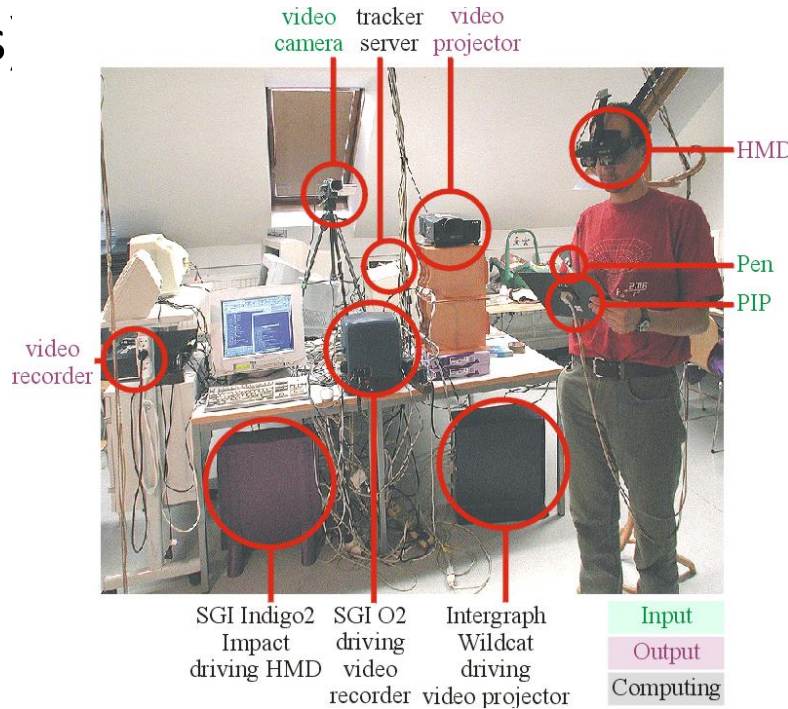 video
camera
tracker
server
video
projector
HMD
Pen
PIP
video
recorder
SGI Indigo2
Impact
driving HMD
SGI O2
driving
video
recorder
Intergraph
Wildcat
driving
video projector
Input
Output
Computing